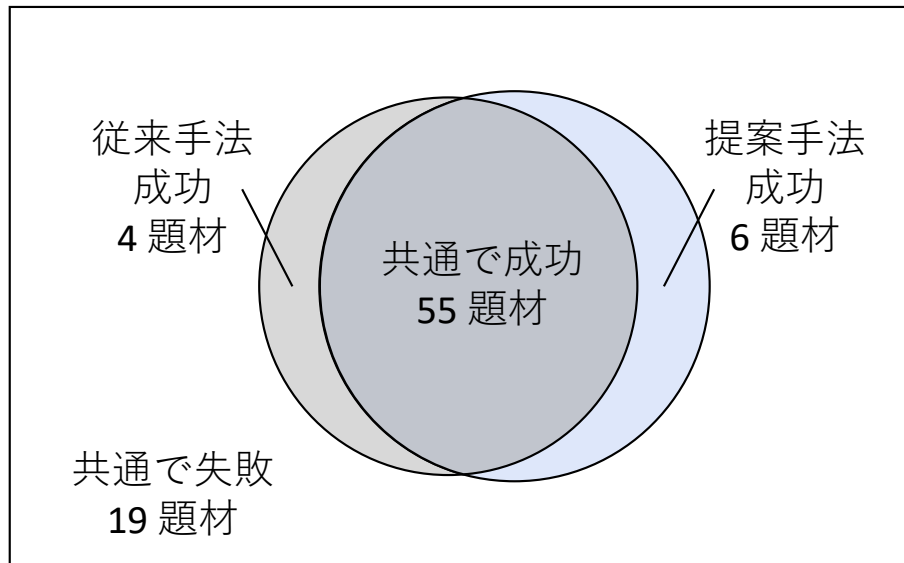 従来手法
成功
4 題材
提案手法
成功
6 題材
共通で成功
55 題材
共通で失敗
19 題材